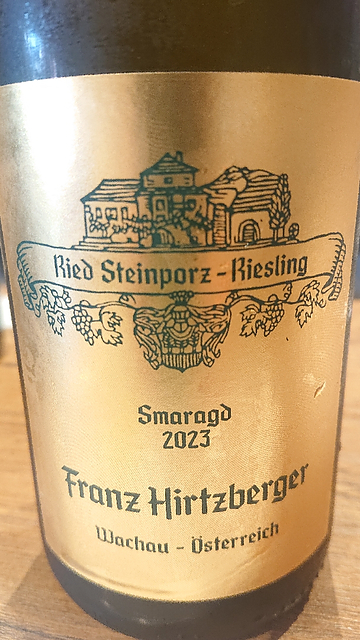 Ried Steinporz - Riesling
Smaragd
2023
Franz Hirtzberger
Wachau - Österreich